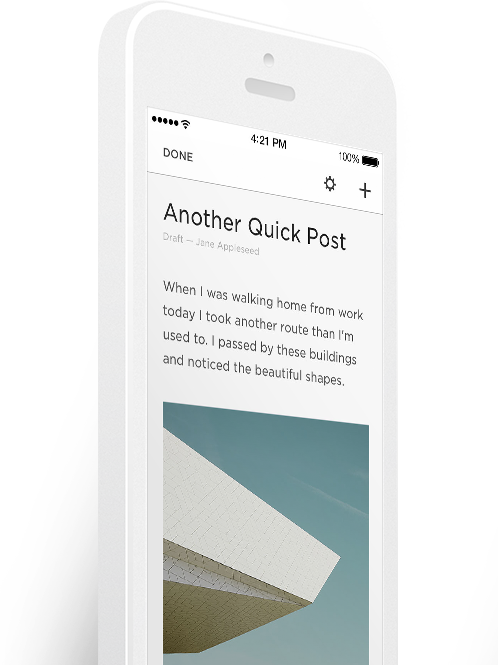 4:21 PM
100%
DONE
Another Quick Post
Draft — Jane Appleseed
When I was walking home from work
today I took another route than I'm
used to. I passed by these buildings
and noticed the beautiful shapes.